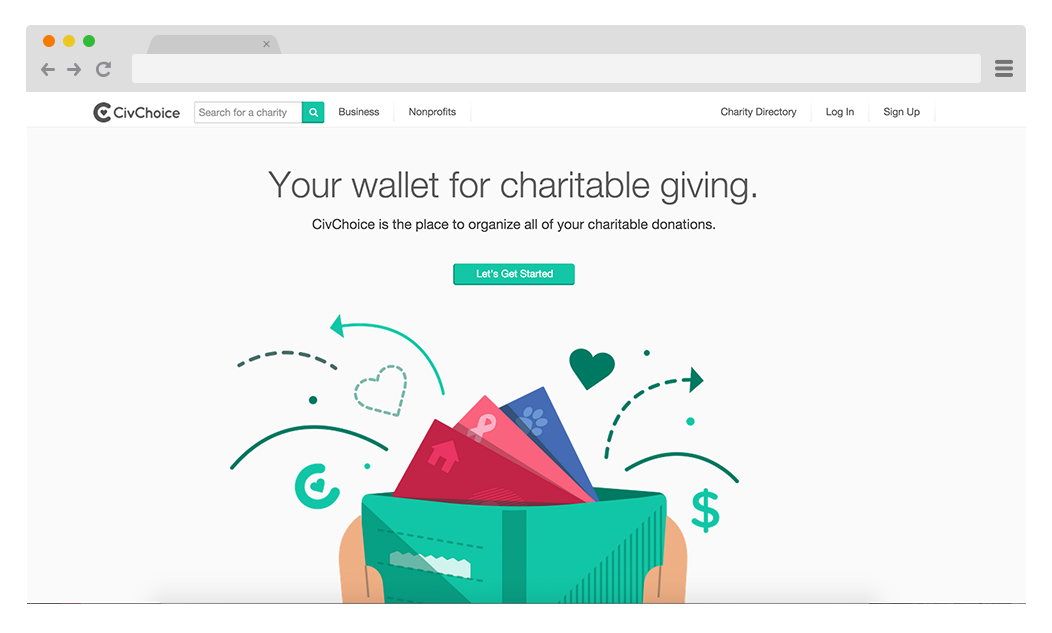 CivChoice
Search for a charity
Business
Nonprofits
Charity Directory
Log In
Sign Up
Your wallet for charitable giving.
CivChoice is the place to organize all of your charitable donations.
Let's Get Started
$